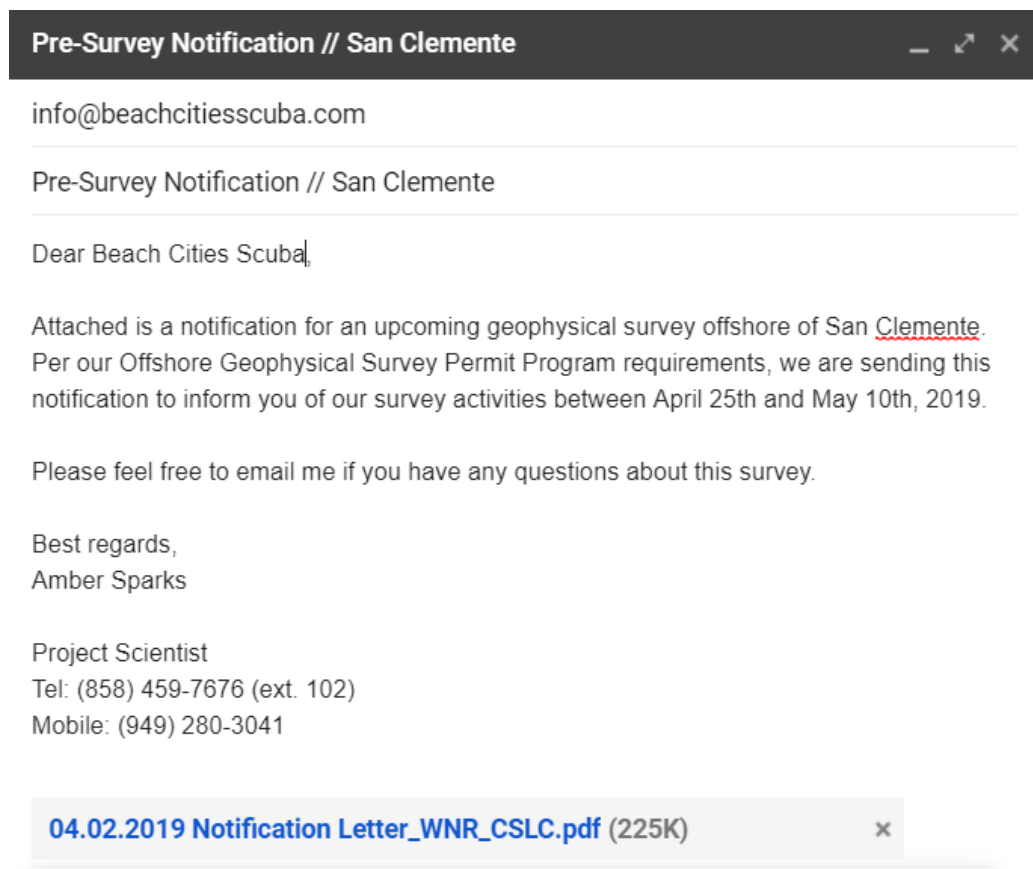 Pre-Survey Notification // San Clemente
info@beachcitiesscuba.com
Pre-Survey Notification // San Clemente
Dear Beach Cities Scuba,
Attached is a notification for an upcoming geophysical survey offshore of San Clemente.
Per our Offshore Geophysical Survey Permit Program requirements, we are sending this
notification to inform you of our survey activities between April 25th and May 10th, 2019.
Please feel free to email me if you have any questions about this survey.
Best regards,
Amber Sparks
Project Scientist
Tel: (858) 459-7676 (ext. 102)
Mobile: (949) 280-3041
04.02.2019 Notification Letter_WNR_CSLC.pdf (225K)